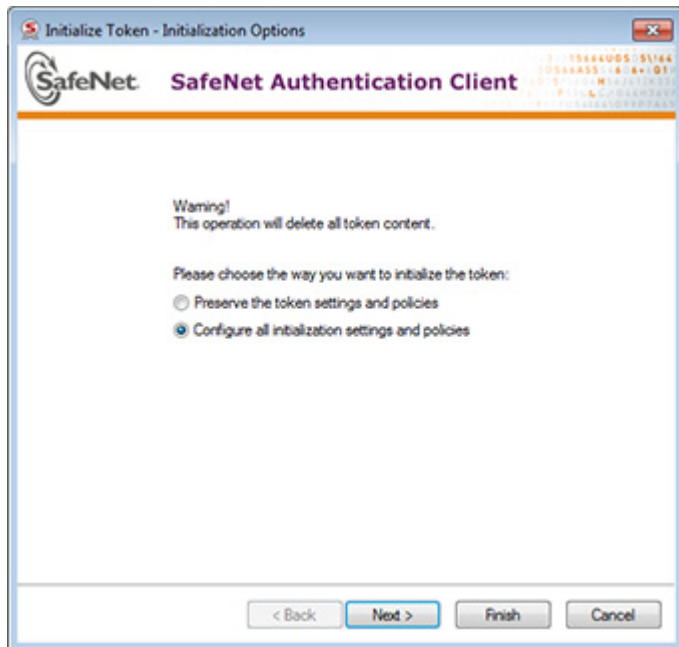 Initialize Token - Initialization Options
SafeNet.
SafeNet Authentication Client
Warning!
This operation will delete all token content.
Please choose the way you want to initialize the token:
Preserve the token settings and policies
Configure all initialization settings and policies
< Back
Next >
Finish
Cancel